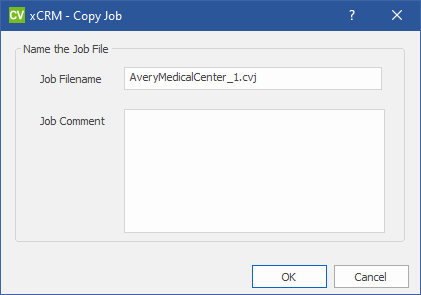 CV xCRM - Copy Job ?
Name the Job File
Job Filename AveryMedicalCenter_1.cvj
Job Comment
OK Cancel